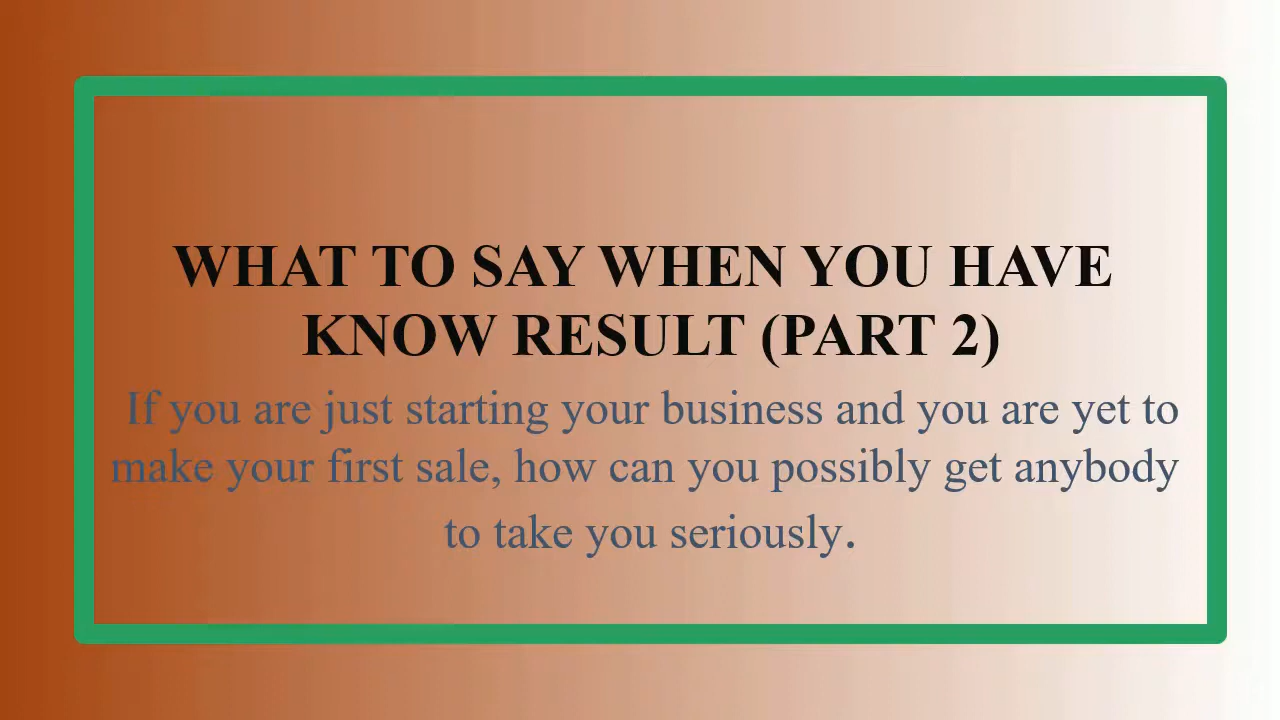 WHAT TO SAY WHEN YOU HAVE
KNOW RESULT (PART 2)
If you are just starting your business and you are yet to
make your first sale, how can you possibly get anybody
to take you seriously.